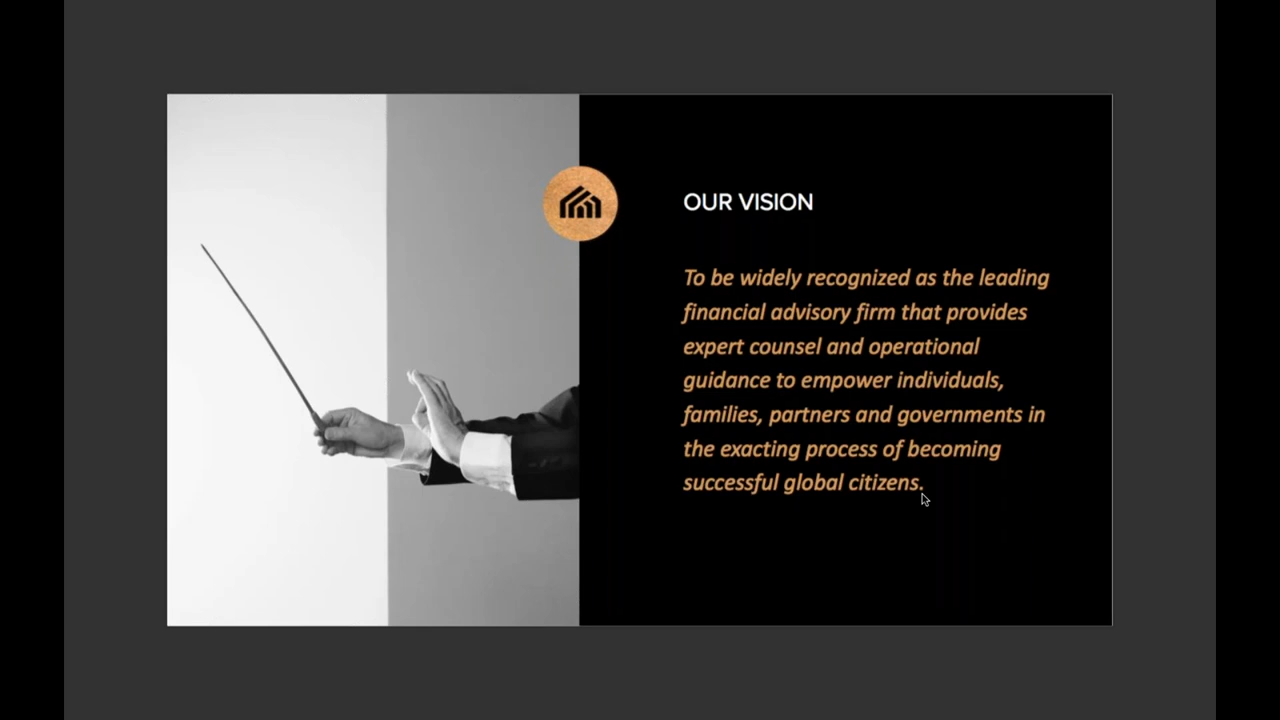 OUR VISION
To be widely recognized as the leading
financial advisory firm that provides
expert counsel and operational
guidance to empower individuals,
families, partners and governments in
the exacting process of becoming
successful global citizens.